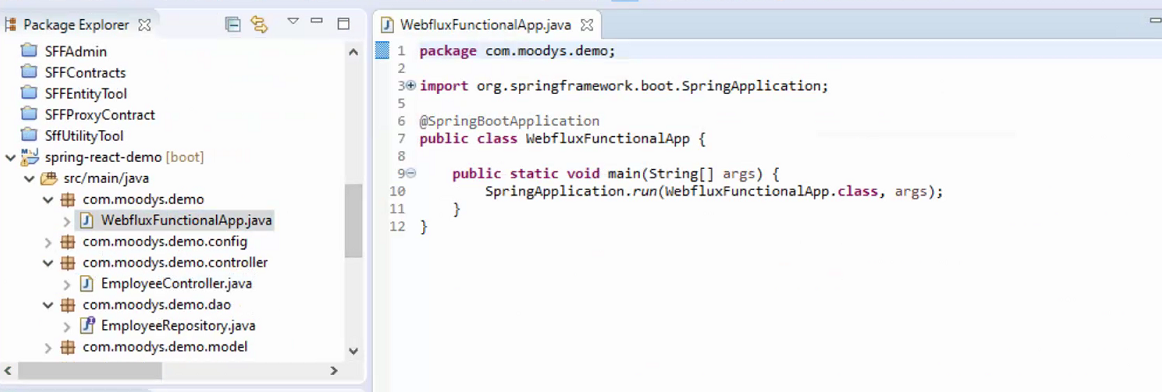 Package Explorer
SFFAdmin
SFFContracts
SFFEntityTool
SFFProxyContract
SffUtilityTool
spring-react-demo [boot]
src/main/java
com.moodys.demo
WebfluxFunctionalApp.java
com.moodys.demo.config
com.moodys.demo.controller
EmployeeController.java
com.moodys.demo.dao
EmployeeRepository.java
com.moodys.demo.model
WebfluxFunctionalApp.java
1 package com.moodys.demo;
2
3 import org.springframework.boot.SpringApplication;
5
6 @SpringBootApplication
7 public class WebfluxFunctionalApp {
8
9 public static void main(String[] args) {
10 SpringApplication.run(WebfluxFunctionalApp.class, args);
11 }
12 }